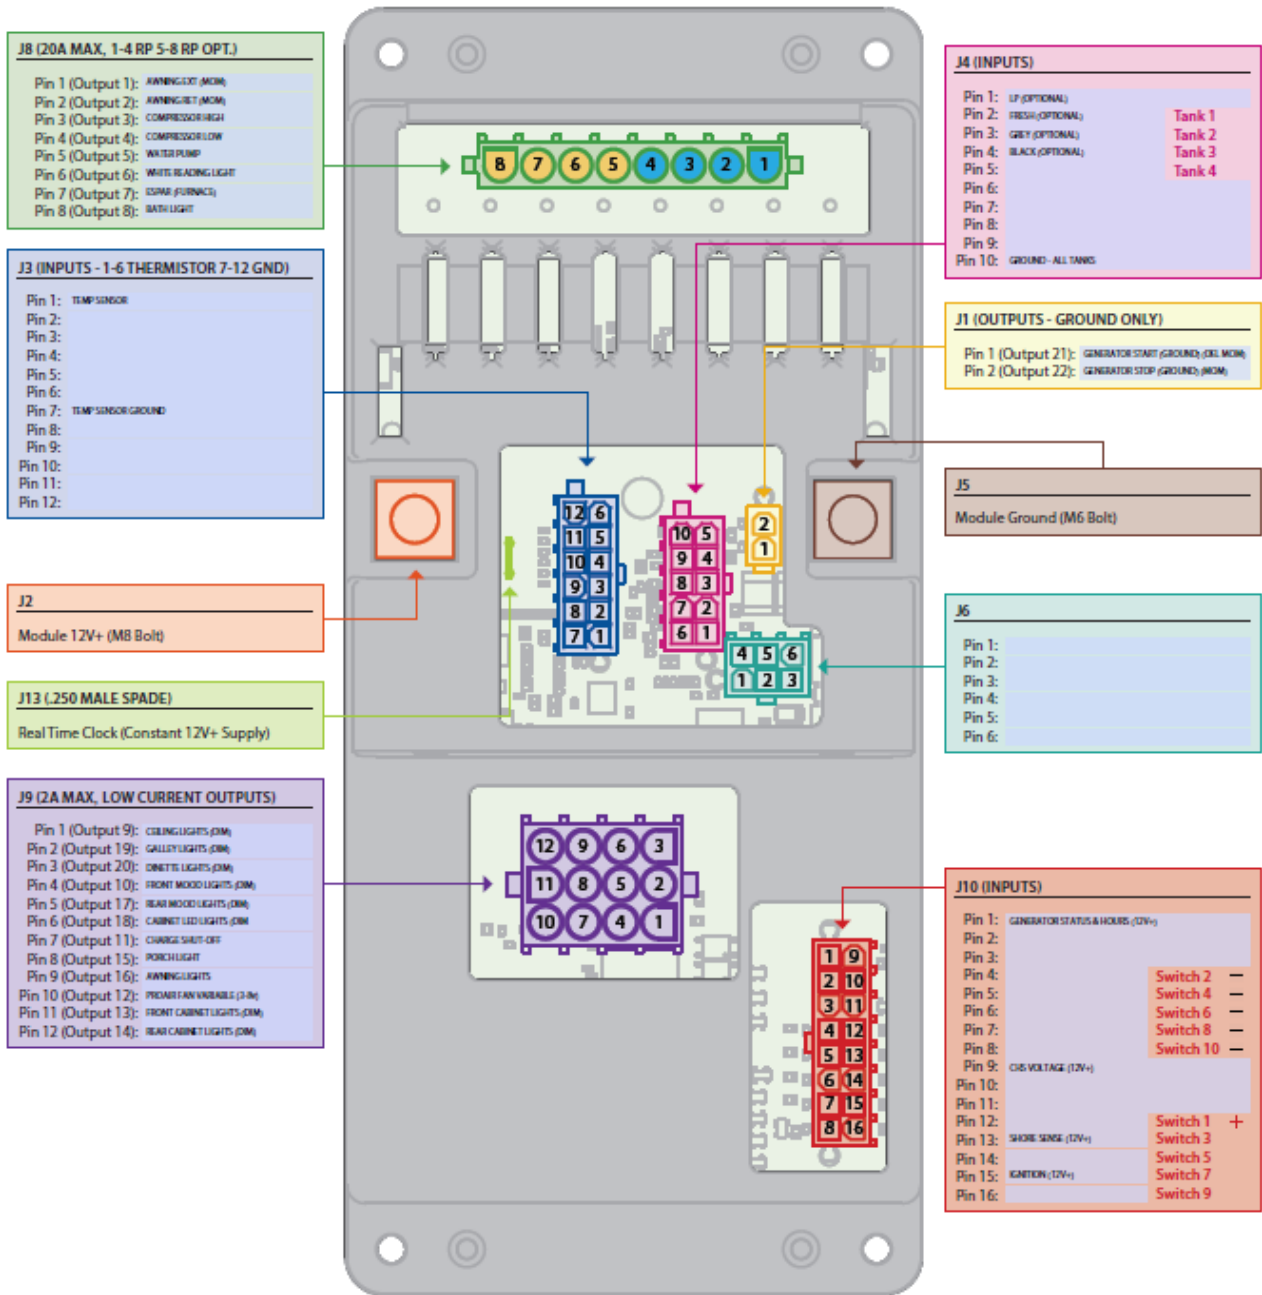 J8 (20A MAX, 1-4 RP 5-8 RP OPT.)
Pin 1 (Output 1): AWNING EXT (MOM)
Pin 2 (Output 2): AWNING RET (MOM)
Pin 3 (Output 3): COMPRESSOR HIGH
Pin 4 (Output 4): COMPRESSOR LOW
Pin 5 (Output 5): WATER PUMP
Pin 6 (Output 6): WHITE READING LIGHT
Pin 7 (Output 7): ESPAR (FURNACE)
Pin 8 (Output 8): BATH LIGHT
J3 (INPUTS - 1-6 THERMISTOR 7-12 GND)
Pin 1: TEMP SENSOR
Pin 2:
Pin 3:
Pin 4:
Pin 5:
Pin 6:
Pin 7: TEMP SENSOR GROUND
Pin 8:
Pin 9:
Pin 10:
Pin 11:
Pin 12:
J2
Module 12V+ (M8 Bolt)
J13 (.250 MALE SPADE)
Real Time Clock (Constant 12V+ Supply)
J9 (2A MAX, LOW CURRENT OUTPUTS)
Pin 1 (Output 9): CEILING LIGHTS (DIM)
Pin 2 (Output 19): GALLEY LIGHTS (DIM)
Pin 3 (Output 20): DINETTE LIGHTS (DIM)
Pin 4 (Output 10): FRONT MOOD LIGHTS (DIM)
Pin 5 (Output 17): REAR MOOD LIGHTS (DIM)
Pin 6 (Output 18): CABINET LED LIGHTS (DIM
Pin 7 (Output 11): CHARGE SHUT-OFF
Pin 8 (Output 15): PORCH LIGHT
Pin 9 (Output 16): AWNING LIGHTS
Pin 10 (Output 12): PROAIR FAN VARIABLE (3-8v)
Pin 11 (Output 13): FRONT CABINET LIGHTS (DIM)
Pin 12 (Output 14): REAR CABINET LIGHTS (DIM)
8 7 6 5 4 3 2 1
12 6
11 5
10 4
9 3
8 2
7 1
10 5
9 4
8 3
7 2
6 1
2
1
4 5 6
1 2 3
12 9 6 3
11 8 5 2
10 7 4 1
1 9
2 10
3 11
4 12
5 13
6 14
7 15
8 16
J4 (INPUTS)
Pin 1: LP (OPTIONAL)
Pin 2: FRESH (OPTIONAL) Tank 1
Pin 3: GREY (OPTIONAL) Tank 2
Pin 4: BLACK (OPTIONAL) Tank 3
Pin 5: Tank 4
Pin 6:
Pin 7:
Pin 8:
Pin 9:
Pin 10: GROUND - ALL TANKS
J1 (OUTPUTS - GROUND ONLY)
Pin 1 (Output 21): GENERATOR START (GROUND) (DEL MOM)
Pin 2 (Output 22): GENERATOR STOP (GROUND) (MOM)
J5
Module Ground (M6 Bolt)
J6
Pin 1:
Pin 2:
Pin 3:
Pin 4:
Pin 5:
Pin 6:
J10 (INPUTS)
Pin 1: GENERATOR STATUS & HOURS (12V+)
Pin 2:
Pin 3:
Pin 4: Switch 2 –
Pin 5: Switch 4 –
Pin 6: Switch 6 –
Pin 7: Switch 8 –
Pin 8: Switch 10 –
Pin 9: CHS VOLTAGE (12V+)
Pin 10:
Pin 11:
Pin 12: Switch 1 +
Pin 13: SHORE SENSE (12V+) Switch 3
Pin 14: Switch 5
Pin 15: IGNITION (12V+) Switch 7
Pin 16: Switch 9